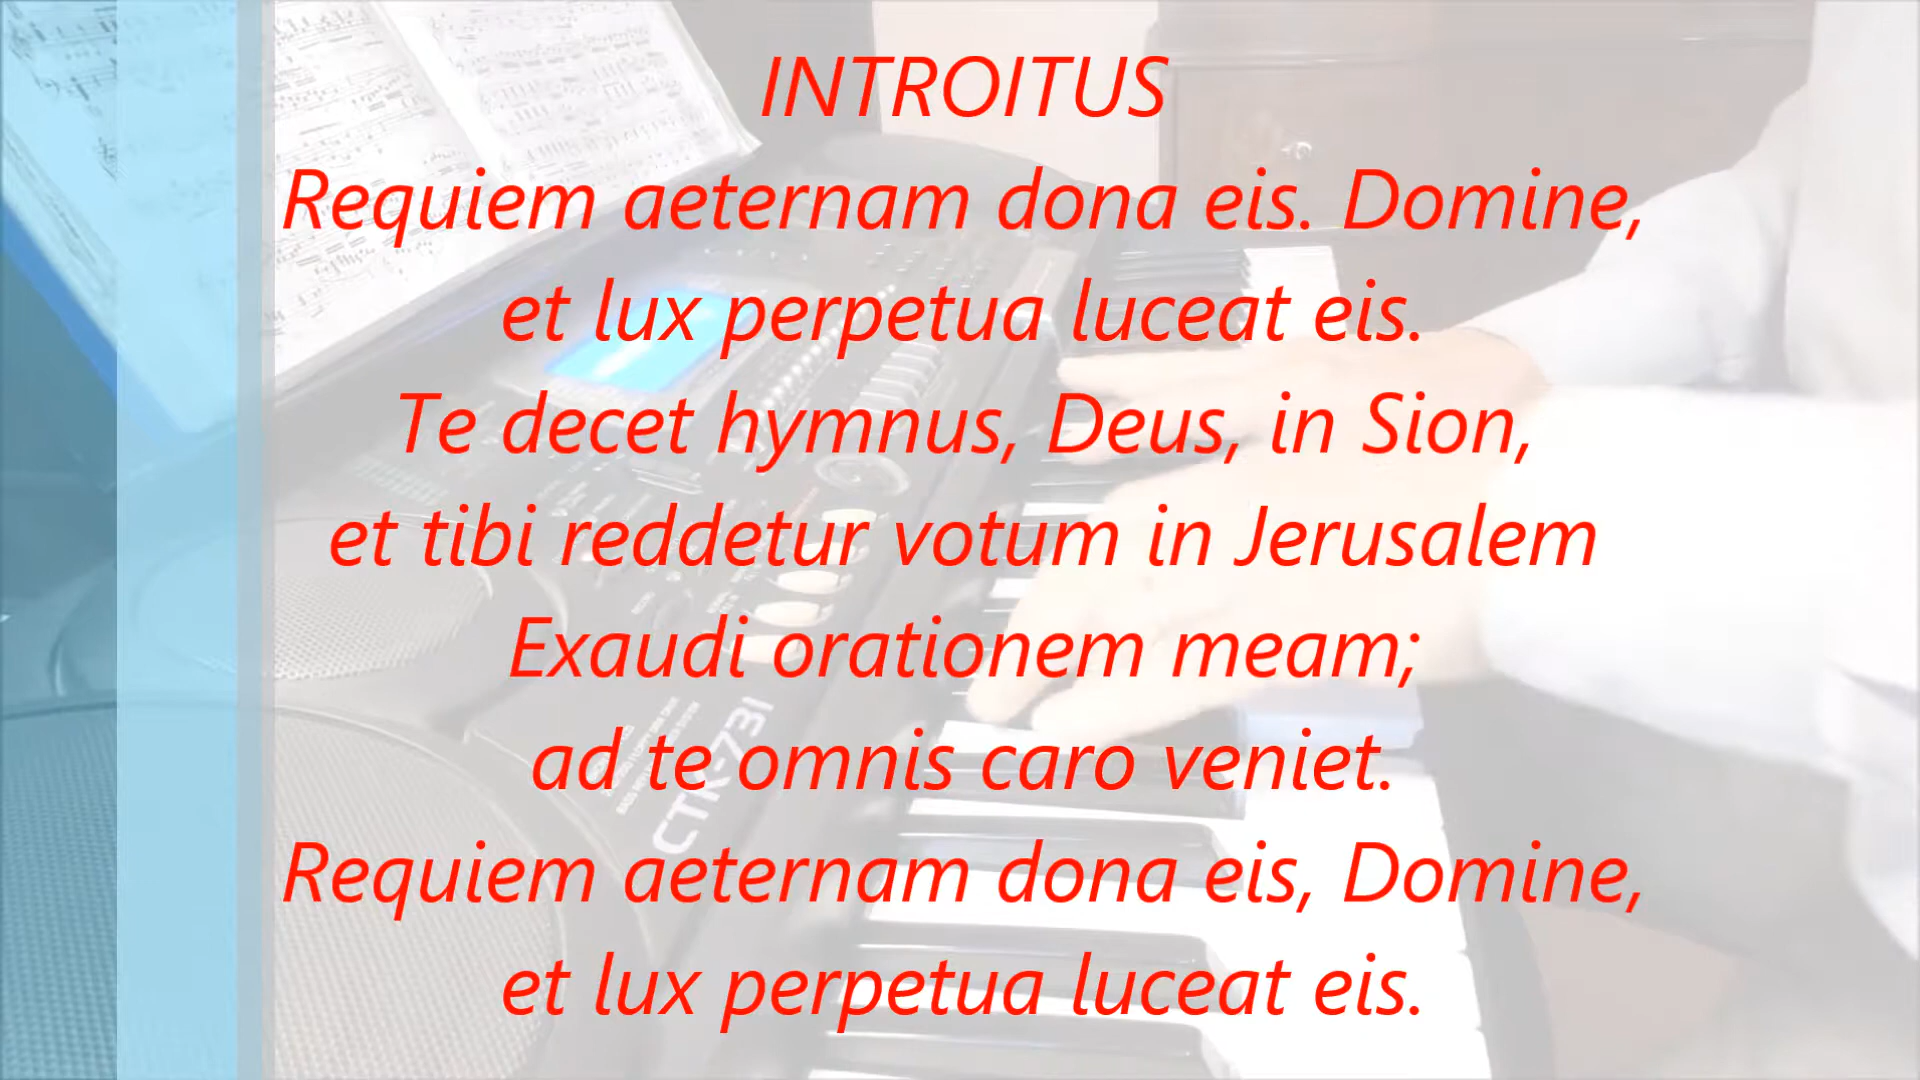 INTROITUS
Requiem aeternam dona eis. Domine,
et lux perpetua luceat eis.
Te decet hymnus, Deus, in Sion,
et tibi reddetur votum in Jerusalem
Exaudi orationem meam;
ad te omnis caro veniet.
Requiem aeternam dona eis, Domine,
et lux perpetua luceat eis.
CTK-731